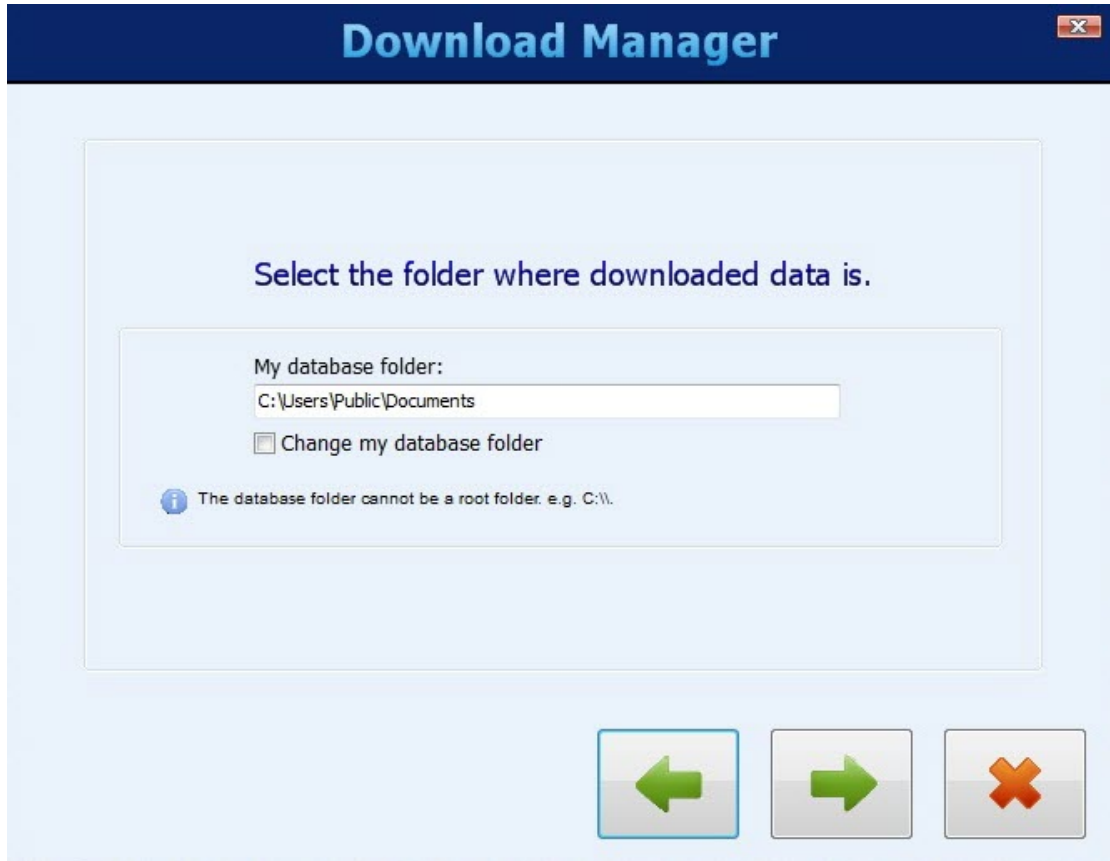 Download Manager
Select the folder where downloaded data is.
My database folder:
C:\Users\Public\Documents
Change my database folder
The database folder cannot be a root folder. e.g. C:\\.